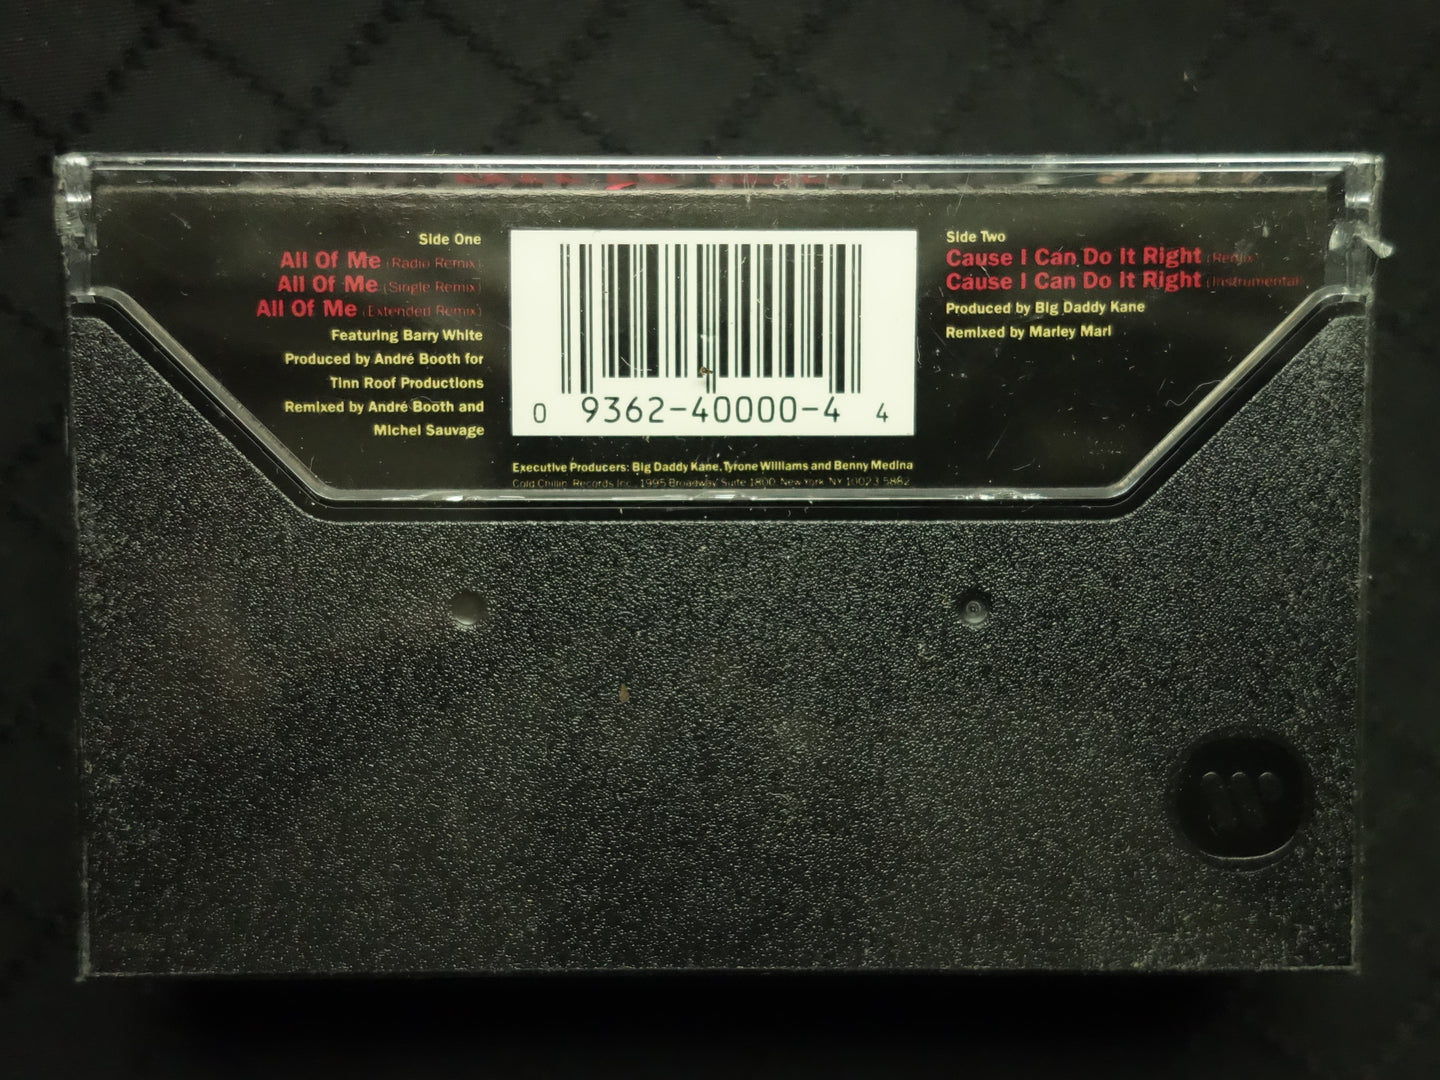 Side One
All Of Me (Radio Remix)
All Of Me (Single Remix)
All Of Me (Extended Remix)
Featuring Barry White
Produced by André Booth for
Tinn Roof Productions
Remixed by André Booth and
Michel Sauvage
0 9362-40000-4 4
Executive Producers: Big Daddy Kane, Tyrone Williams and Benny Medina
Cold Chillin' Records Inc., 1995 Broadway, Suite 1800, New York, NY 10023-5882
Side Two
Cause I Can Do It Right (Remix)
Cause I Can Do It Right (Instrumental)
Produced by Big Daddy Kane
Remixed by Marley Marl